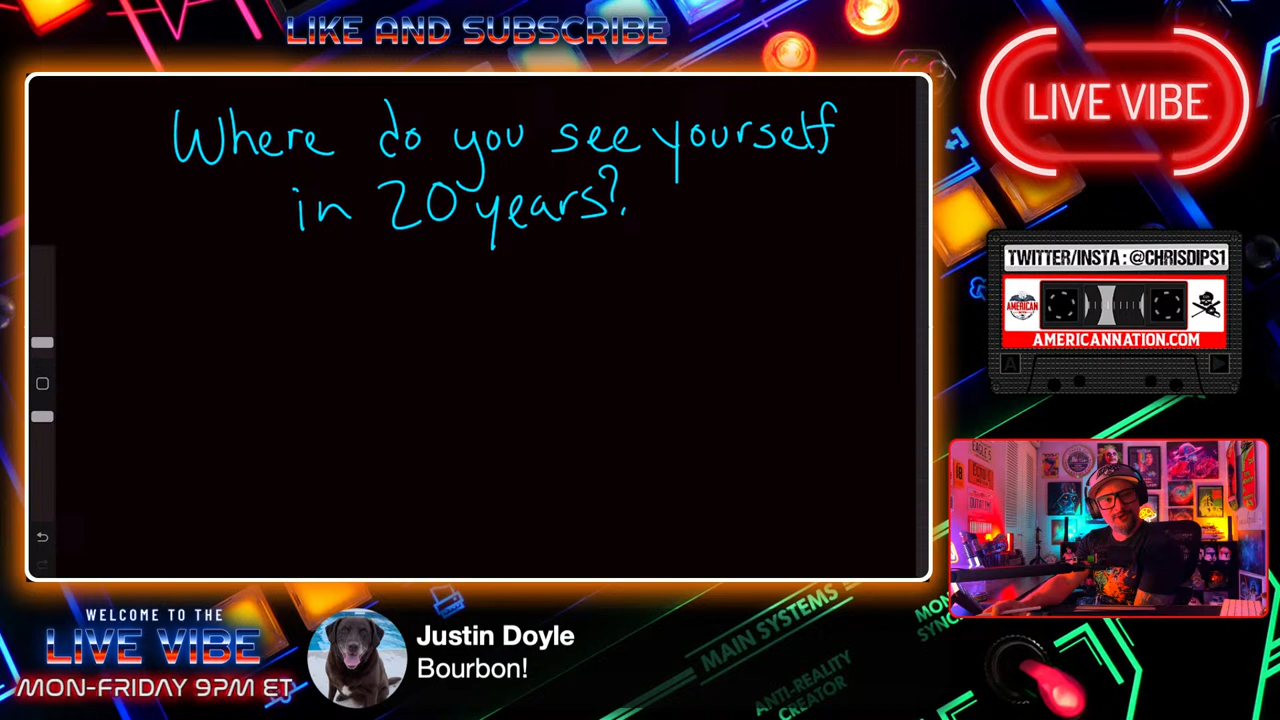 LIKE AND SUBSCRIBE
Where do you see yourself
in 20 years?
LIVE VIBE
TWITTER/INSTA : @CHRISDIPS1
AMERICAN
AMERICANNATION.COM
A
WELCOME TO THE
LIVE VIBE
MON-FRIDAY 9PM ET
Justin Doyle
Bourbon!
MAIN SYSTEMS
ANTI-REALITY
CREATOR